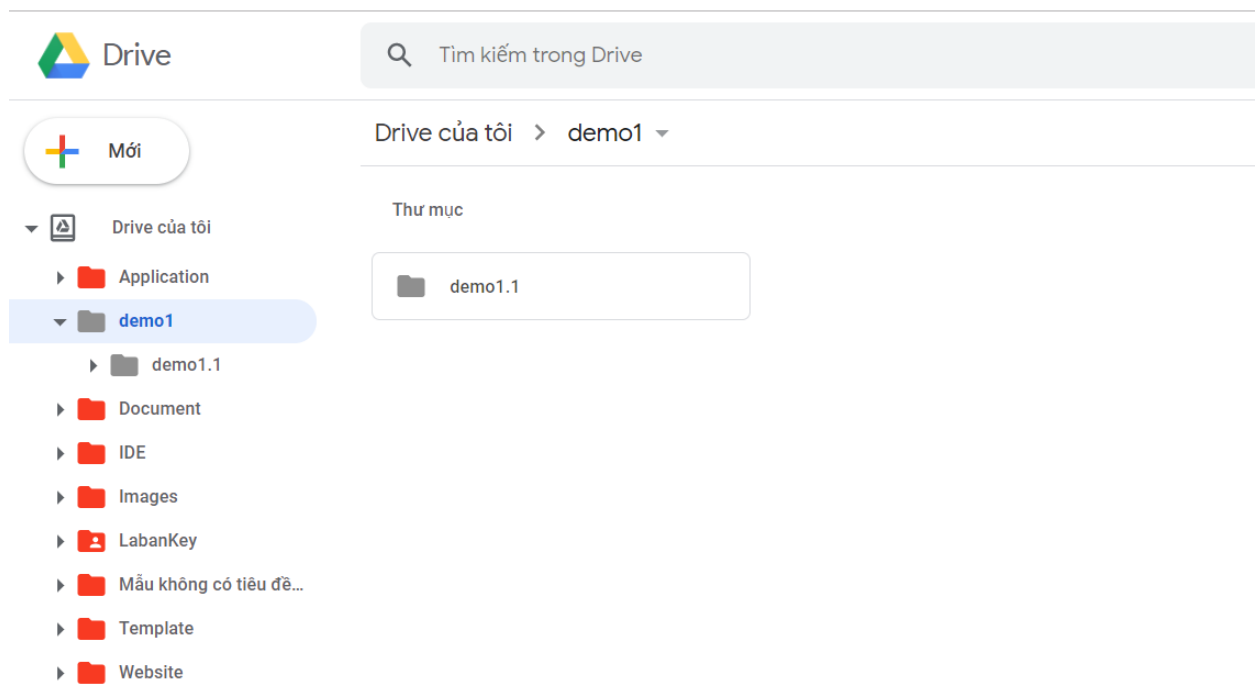 Drive
Tìm kiếm trong Drive
Mới
Drive của tôi
Application
demo1
demo1.1
Document
IDE
Images
LabanKey
Mẫu không có tiêu đề...
Template
Website
Drive của tôi > demo1
Thư mục
demo1.1